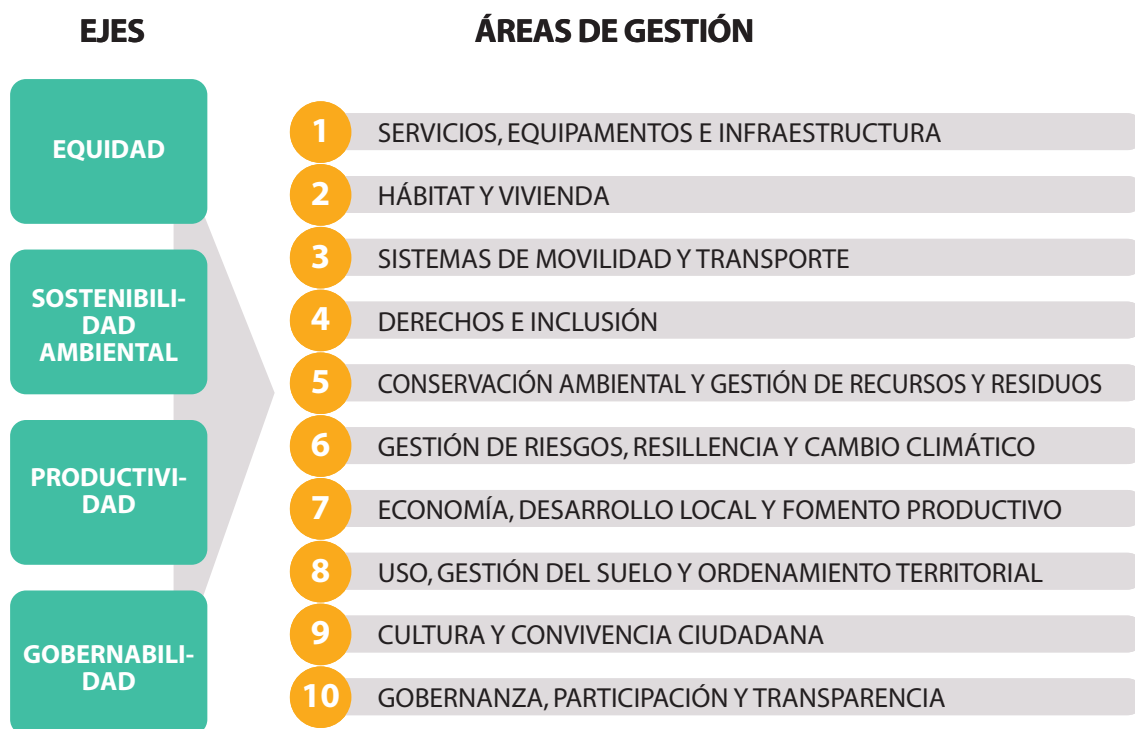 EJES
ÁREAS DE GESTIÓN
EQUIDAD
SOSTENIBILI-
DAD
AMBIENTAL
PRODUCTIVI-
DAD
GOBERNABILI-
DAD
1 SERVICIOS, EQUIPAMENTOS E INFRAESTRUCTURA
2 HÁBITAT Y VIVIENDA
3 SISTEMAS DE MOVILIDAD Y TRANSPORTE
4 DERECHOS E INCLUSIÓN
5 CONSERVACIÓN AMBIENTAL Y GESTIÓN DE RECURSOS Y RESIDUOS
6 GESTIÓN DE RIESGOS, RESILLENCIA Y CAMBIO CLIMÁTICO
7 ECONOMÍA, DESARROLLO LOCAL Y FOMENTO PRODUCTIVO
8 USO, GESTIÓN DEL SUELO Y ORDENAMIENTO TERRITORIAL
9 CULTURA Y CONVIVENCIA CIUDADANA
10 GOBERNANZA, PARTICIPACIÓN Y TRANSPARENCIA